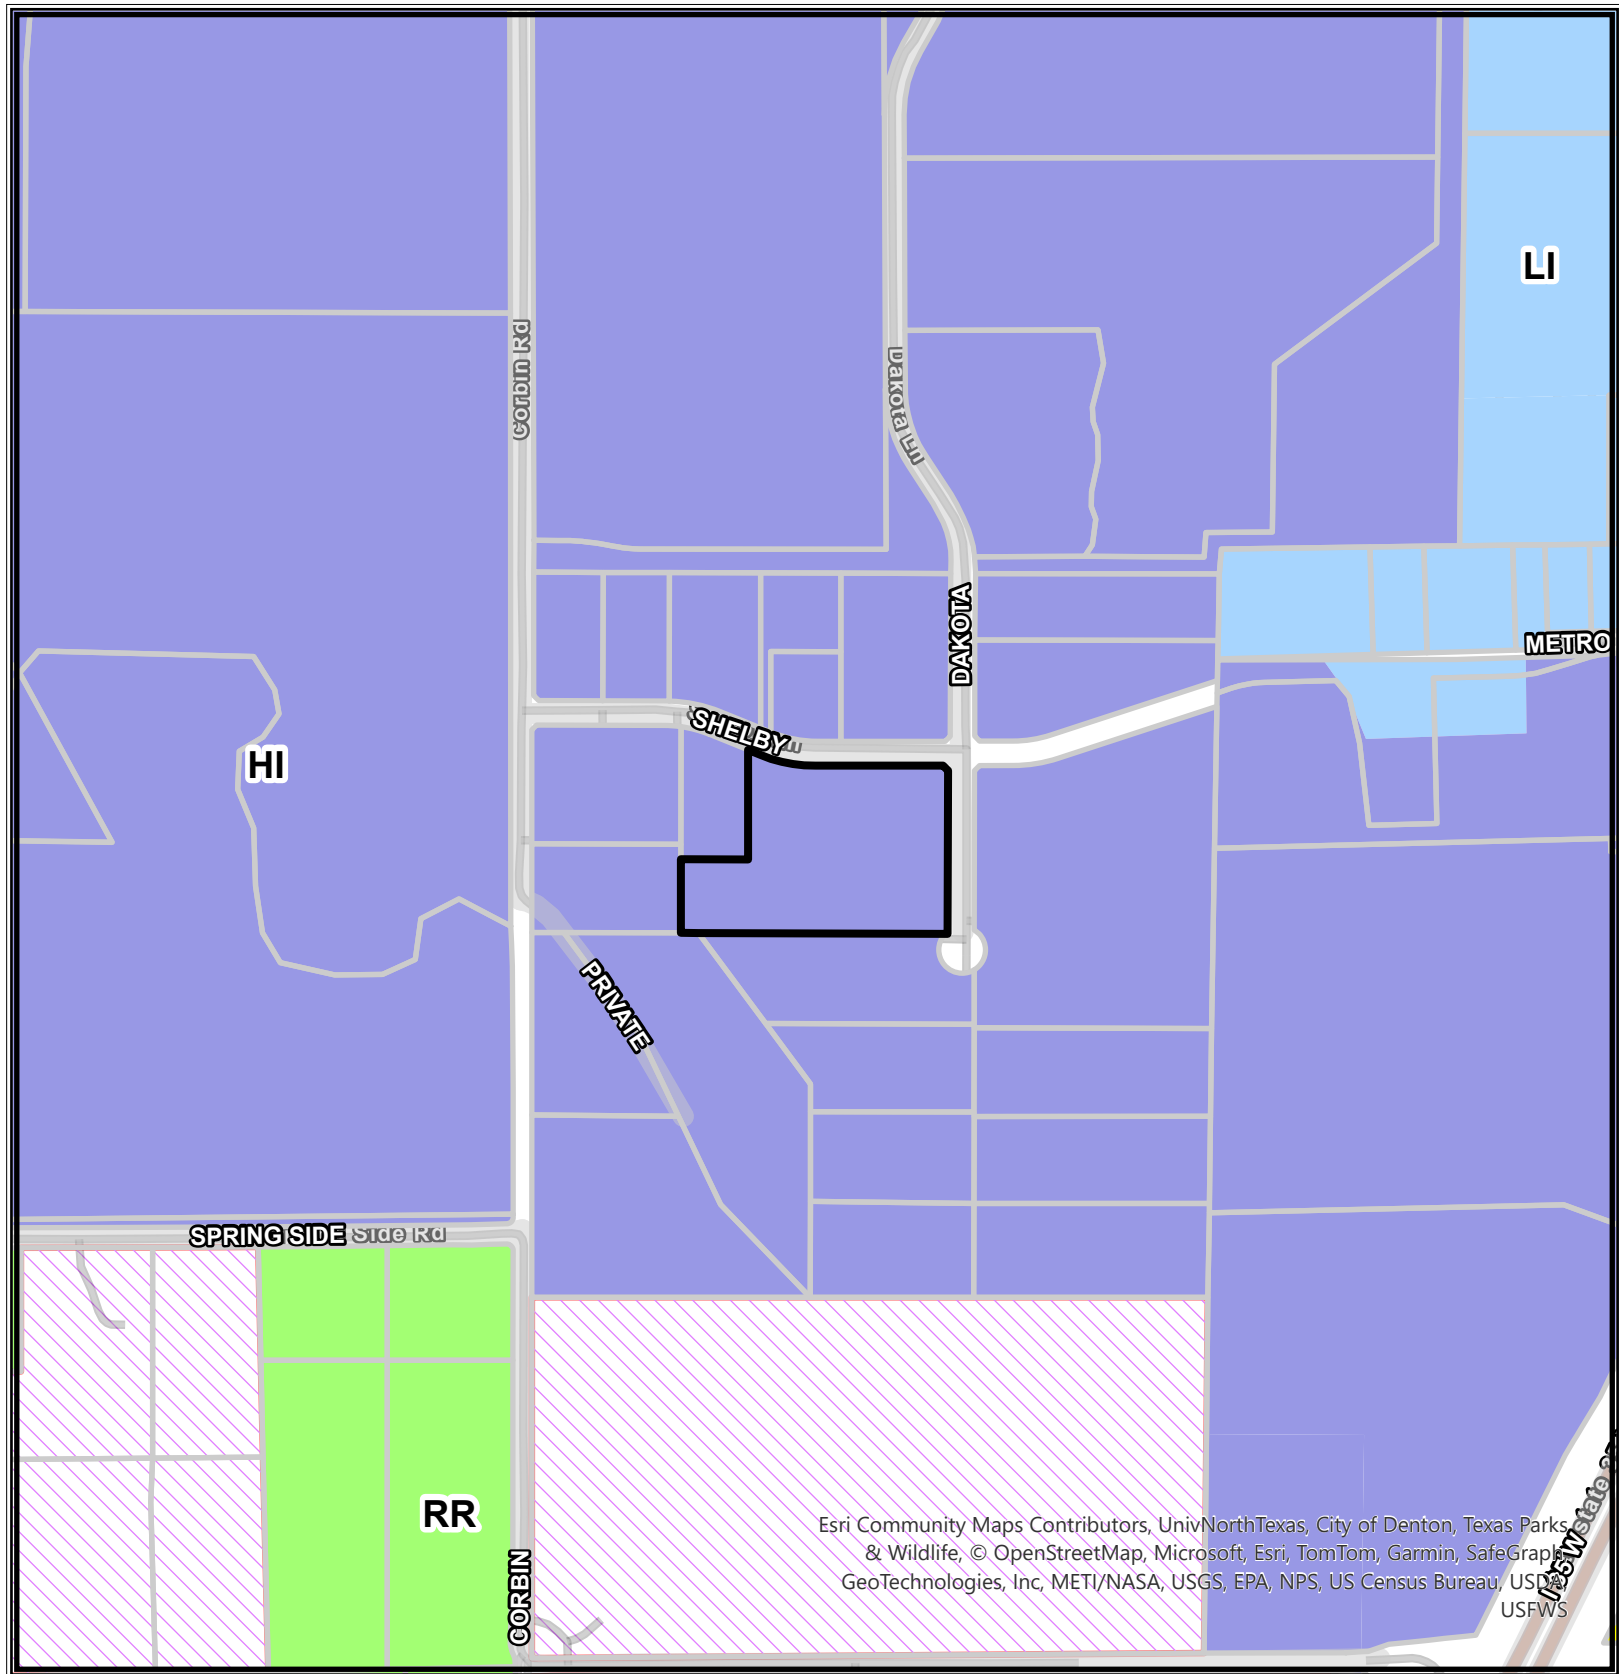 LI
Corbin Rd
Dakota Ln
DAKOTA
METRO
SHELBY
HI
PRIVATE
SPRING SIDE Side Rd
RR
CORBIN
I 35 W
Esri Community Maps Contributors, UnivNorthTexas, City of Denton, Texas Parks
& Wildlife, © OpenStreetMap, Microsoft, Esri, TomTom, Garmin, SafeGraph,
GeoTechnologies, Inc, METI/NASA, USGS, EPA, NPS, US Census Bureau, USDA,
USFWS